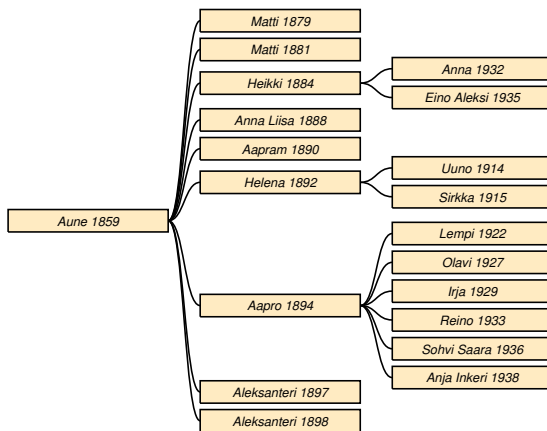 Aune 1859
Matti 1879
Matti 1881
Heikki 1884
Anna 1932
Eino Aleksi 1935
Anna Liisa 1888
Aapram 1890
Helena 1892
Uuno 1914
Sirkka 1915
Aapro 1894
Lempi 1922
Olavi 1927
Irja 1929
Reino 1933
Sohvi Saara 1936
Anja Inkeri 1938
Aleksanteri 1897
Aleksanteri 1898